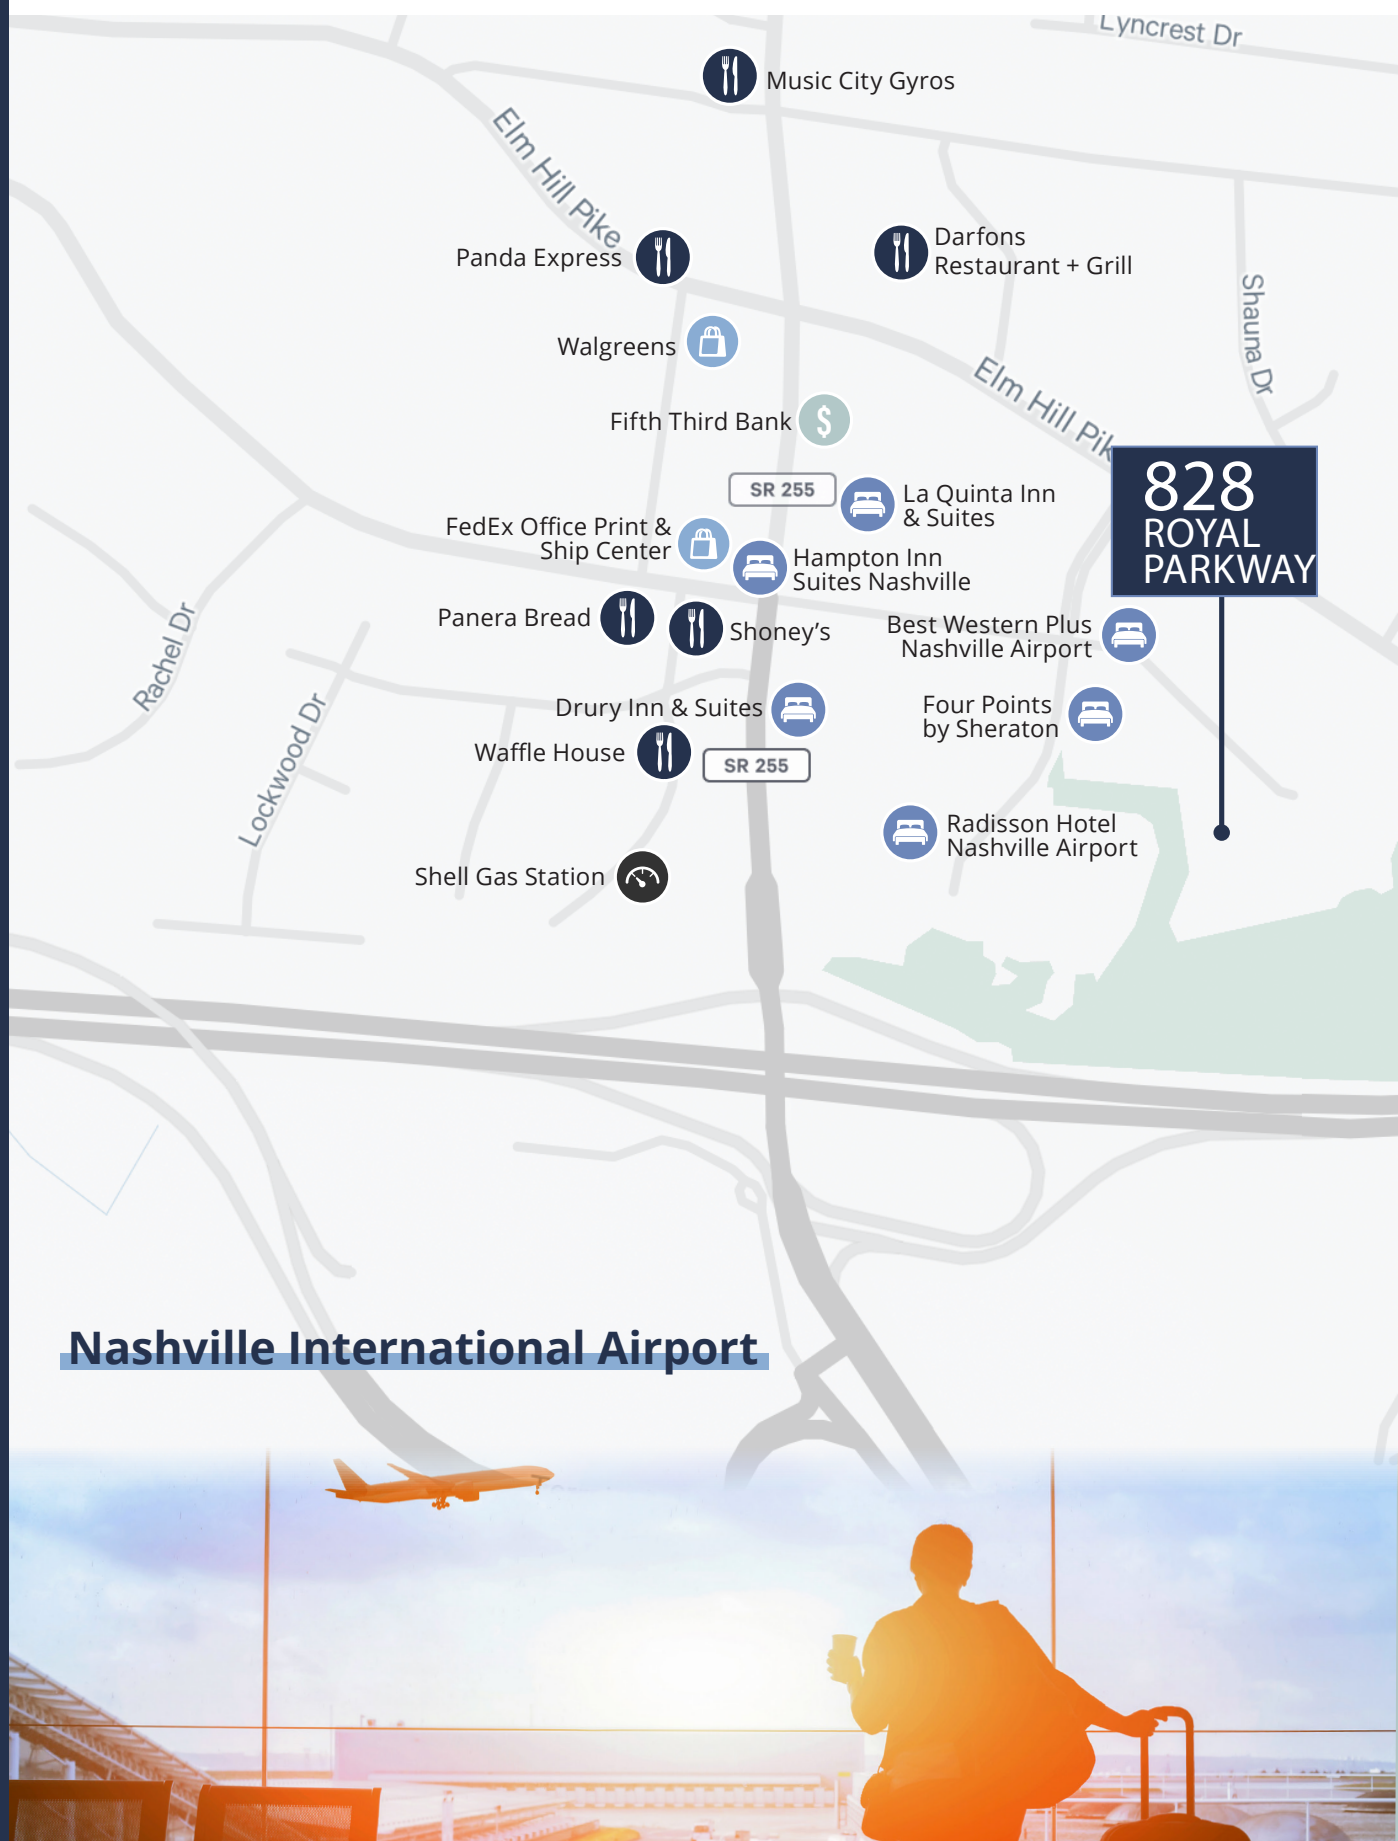 Lyncrest Dr
Music City Gyros
Elm Hill Pike
Panda Express
Darfons
Restaurant + Grill
Walgreens
Shauna Dr
Elm Hill Pik
Fifth Third Bank
828
ROYAL
PARKWAY
SR 255
La Quinta Inn
& Suites
FedEx Office Print &
Ship Center
Hampton Inn
Suites Nashville
Panera Bread
Shoney’s
Best Western Plus
Nashville Airport
Rachel Dr
Lockwood Dr
Drury Inn & Suites
Four Points
by Sheraton
Waffle House
SR 255
Radisson Hotel
Nashville Airport
Shell Gas Station
Nashville International Airport